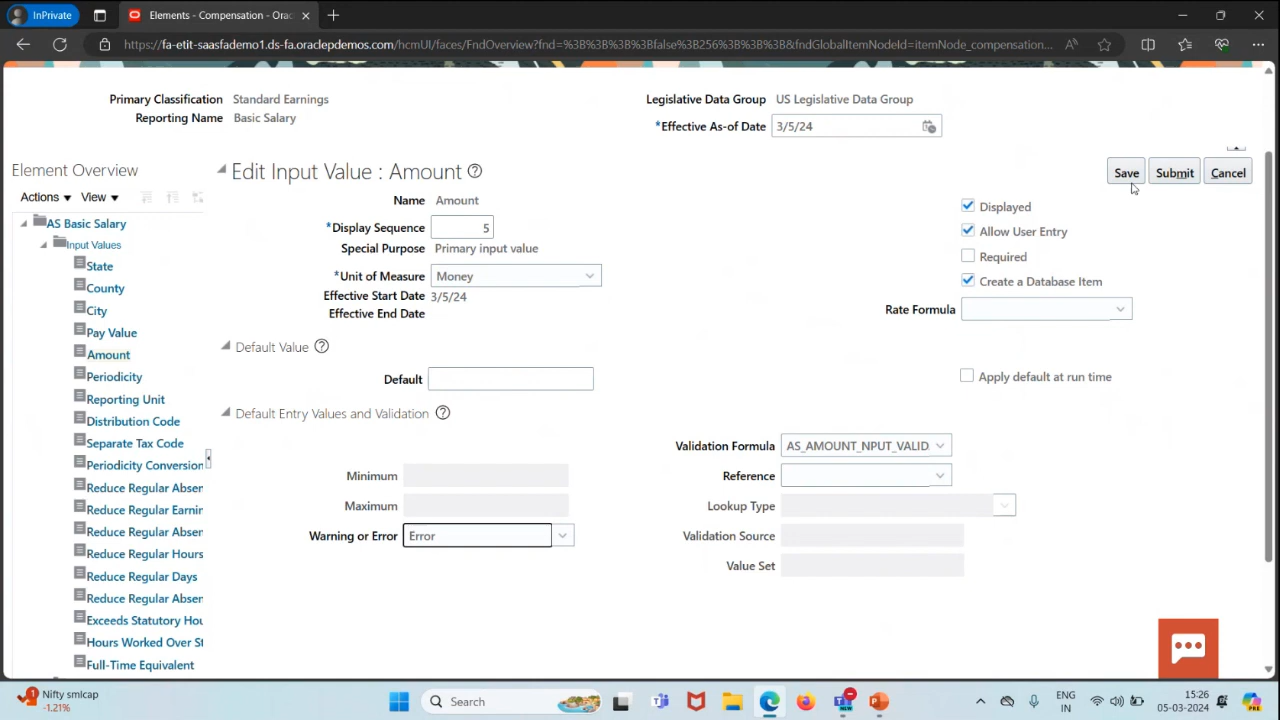 InPrivate
Elements - Compensation - Orac
https://fa-etit-saasfademo1.ds-fa.oraclepdemos.com/hcmUI/faces/FndOverview?fnd=%3B%3B%3B%3Bfalse%3B256%3B%3B%3B&fndGlobalItemNodeId=itemNode_compensation...
Primary Classification Standard Earnings
Reporting Name Basic Salary
Legislative Data Group US Legislative Data Group
*Effective As-of Date 3/5/24
Element Overview
Actions View
AS Basic Salary
Input Values
State
County
City
Pay Value
Amount
Periodicity
Reporting Unit
Distribution Code
Separate Tax Code
Periodicity Conversion
Reduce Regular Absen
Reduce Regular Earnin
Reduce Regular Absen
Reduce Regular Hours
Reduce Regular Days
Reduce Regular Absen
Exceeds Statutory Hou
Hours Worked Over St
Full-Time Equivalent
Edit Input Value : Amount
Save Submit Cancel
Name Amount
*Display Sequence 5
Special Purpose Primary input value
*Unit of Measure Money
Effective Start Date 3/5/24
Effective End Date
Displayed
Allow User Entry
Required
Create a Database Item
Rate Formula
Default Value
Default
Apply default at run time
Default Entry Values and Validation
Minimum
Maximum
Warning or Error Error
Validation Formula AS_AMOUNT_NPUT_VALID
Reference
Lookup Type
Validation Source
Value Set
1
Nifty smlcap
-1.21%
Search
NEW
ENG
IN
15:26
05-03-2024
PRE